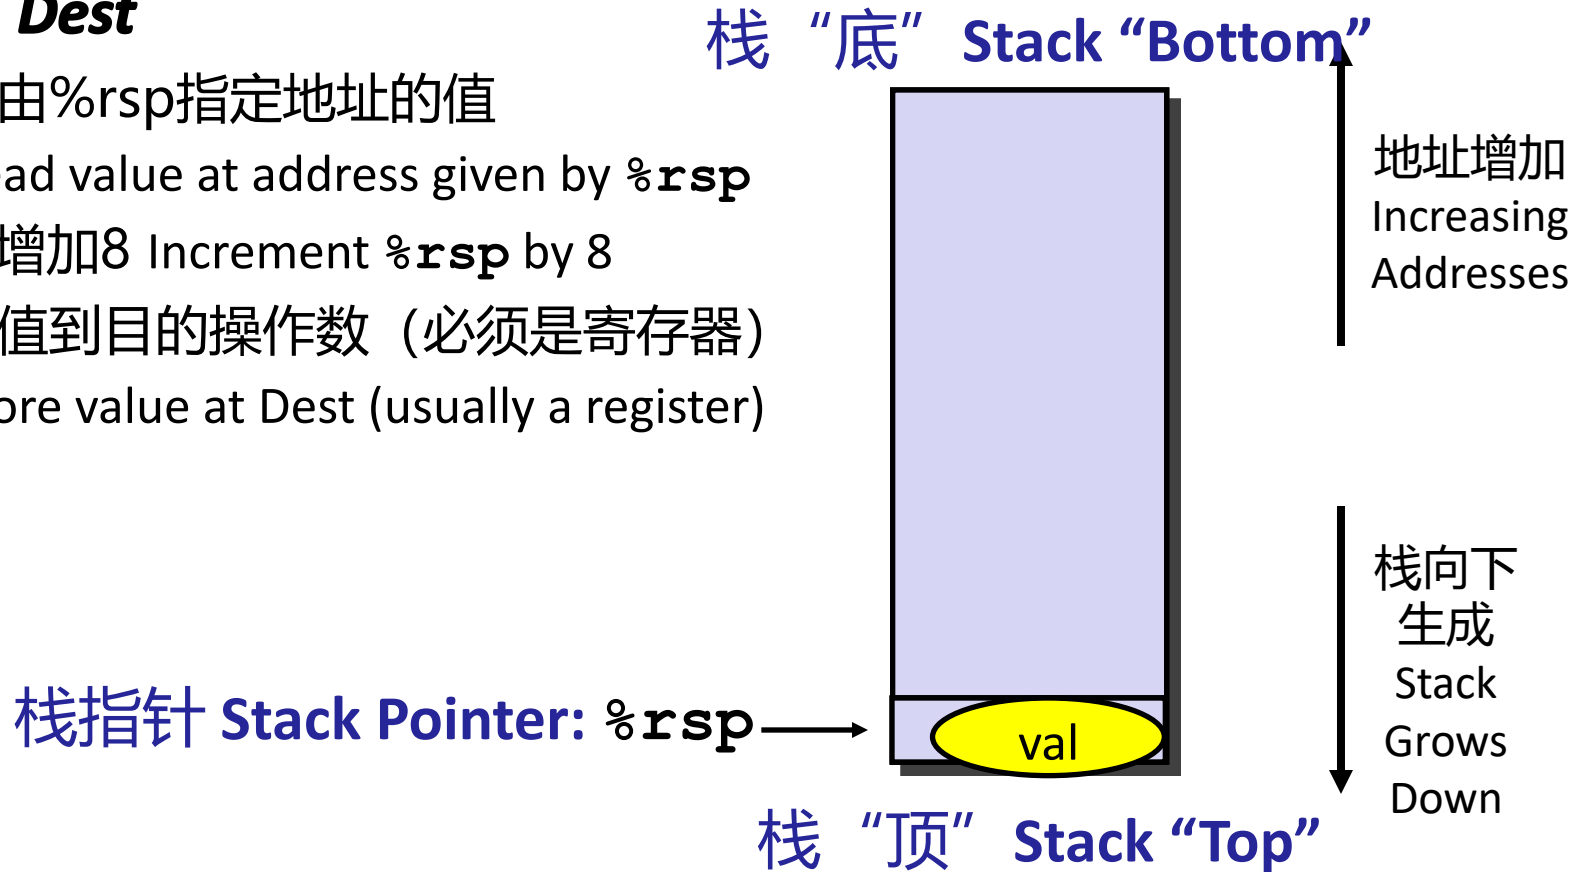 Dest
由%rsp指定地址的值
ad value at address given by %rsp
增加8 Increment %rsp by 8
值到目的操作数（必须是寄存器）
ore value at Dest (usually a register)
栈“底” Stack “Bottom”
地址增加
Increasing
Addresses
栈向下
生成
Stack
Grows
Down
栈指针 Stack Pointer: %rsp
val
栈“顶” Stack “Top”